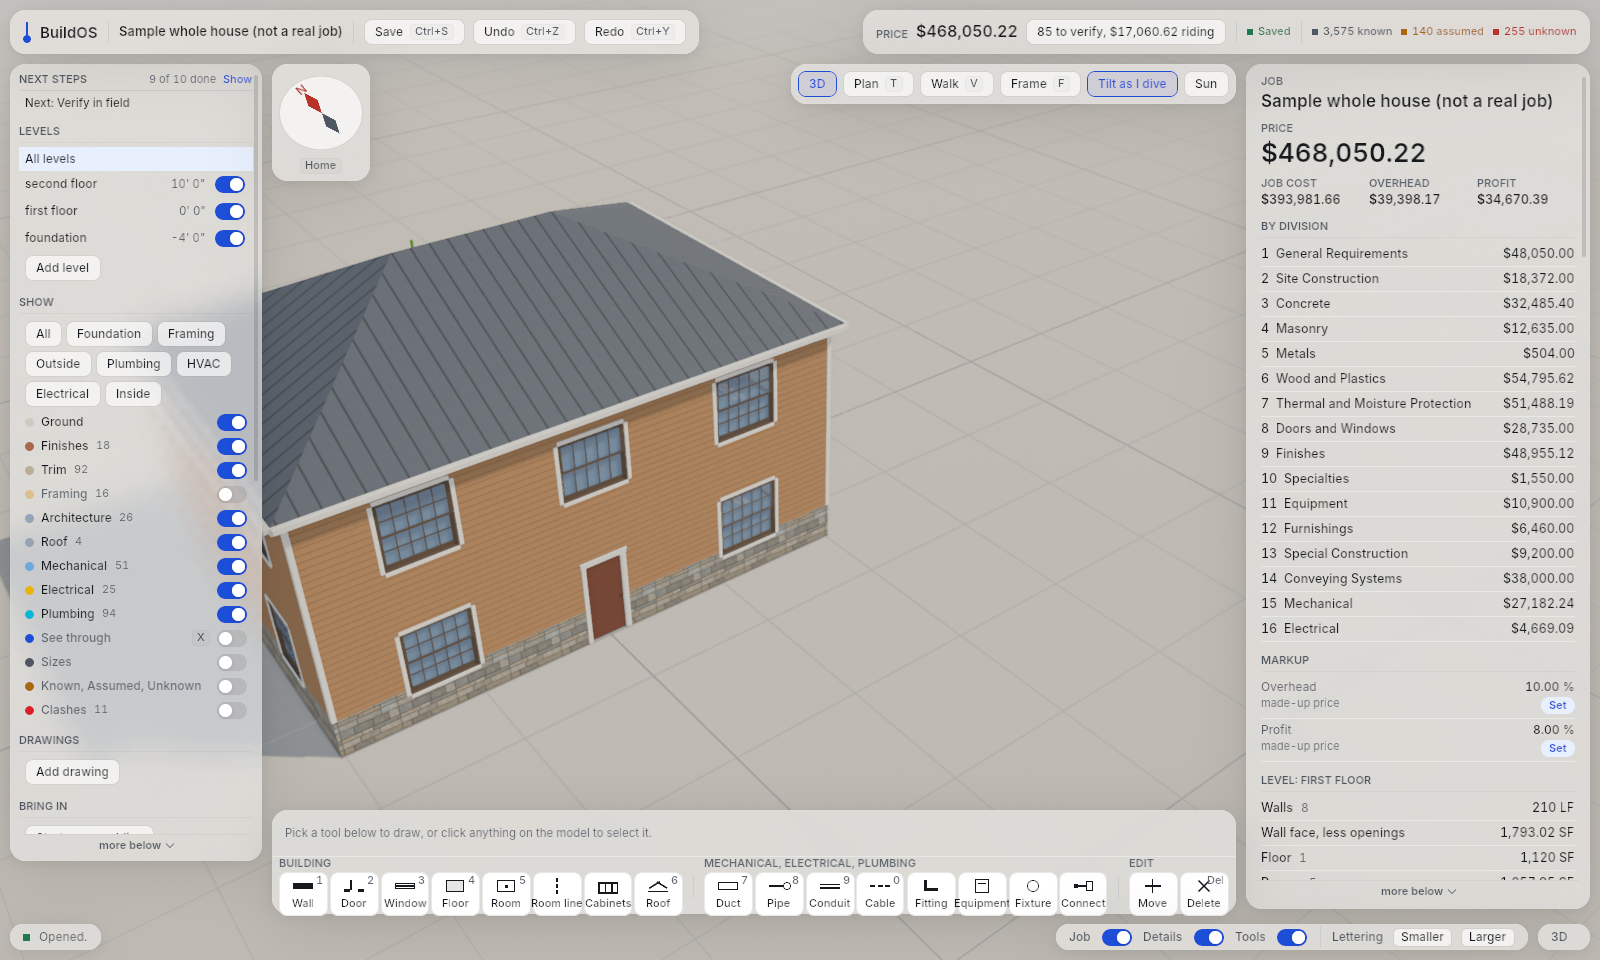 BuildOS
Sample whole house (not a real job)
Save Ctrl+S
Undo Ctrl+Z
Redo Ctrl+Y
PRICE $468,050.22
85 to verify, $17,060.62 riding
Saved
3,575 known
140 assumed
255 unknown
NEXT STEPS 9 of 10 done Show
Next: Verify in field
LEVELS
All levels
second floor 10' 0"
first floor 0' 0"
foundation -4' 0"
Add level
SHOW
All Foundation Framing
Outside Plumbing HVAC
Electrical Inside
Ground
Finishes 18
Trim 92
Framing 16
Architecture 26
Roof 4
Mechanical 51
Electrical 25
Plumbing 94
See through X
Sizes
Known, Assumed, Unknown
Clashes 11
DRAWINGS
Add drawing
BRING IN
more below
Opened.
N
Home
3D
Plan T
Walk V
Frame F
Tilt as I dive
Sun
Pick a tool below to draw, or click anything on the model to select it.
BUILDING
1 Wall
2 Door
3 Window
4 Floor
5 Room
Room line
Cabinets
6 Roof
MECHANICAL, ELECTRICAL, PLUMBING
7 Duct
8 Pipe
9 Conduit
0 Cable
Fitting
Equipment
Fixture
Connect
EDIT
Move
Del Delete
JOB
Sample whole house (not a real job)
PRICE
$468,050.22
JOB COST OVERHEAD PROFIT
$393,981.66 $39,398.17 $34,670.39
BY DIVISION
1 General Requirements $48,050.00
2 Site Construction $18,372.00
3 Concrete $32,485.40
4 Masonry $12,635.00
5 Metals $504.00
6 Wood and Plastics $54,795.62
7 Thermal and Moisture Protection $51,488.19
8 Doors and Windows $28,735.00
9 Finishes $48,955.12
10 Specialties $1,550.00
11 Equipment $10,900.00
12 Furnishings $6,460.00
13 Special Construction $9,200.00
14 Conveying Systems $38,000.00
15 Mechanical $27,182.24
16 Electrical $4,669.09
MARKUP
Overhead 10.00 %
made-up price Set
Profit 8.00 %
made-up price Set
LEVEL: FIRST FLOOR
Walls 8 210 LF
Wall face, less openings 1,793.02 SF
Floor 1 1,120 SF
more below
Job
Details
Tools
Lettering
Smaller
Larger
3D